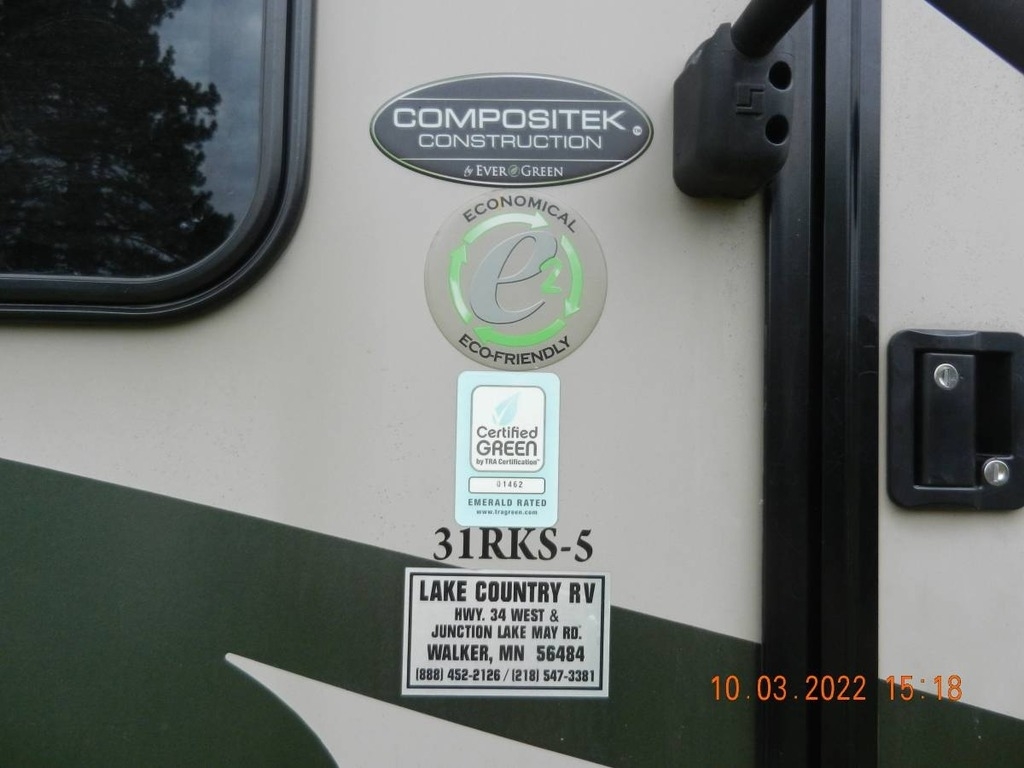 COMPOSITEK
CONSTRUCTION
by EVERGREEN
ECONOMICAL
e2
ECO-FRIENDLY
Certified
GREEN
by TRA Certification
01462
EMERALD RATED
www.tragreen.com
31RKS-5
LAKE COUNTRY RV
HWY. 34 WEST &
JUNCTION LAKE MAY RD.
WALKER, MN 56484
(888) 452-2126 / (218) 547-3381
10.03.2022 15:18